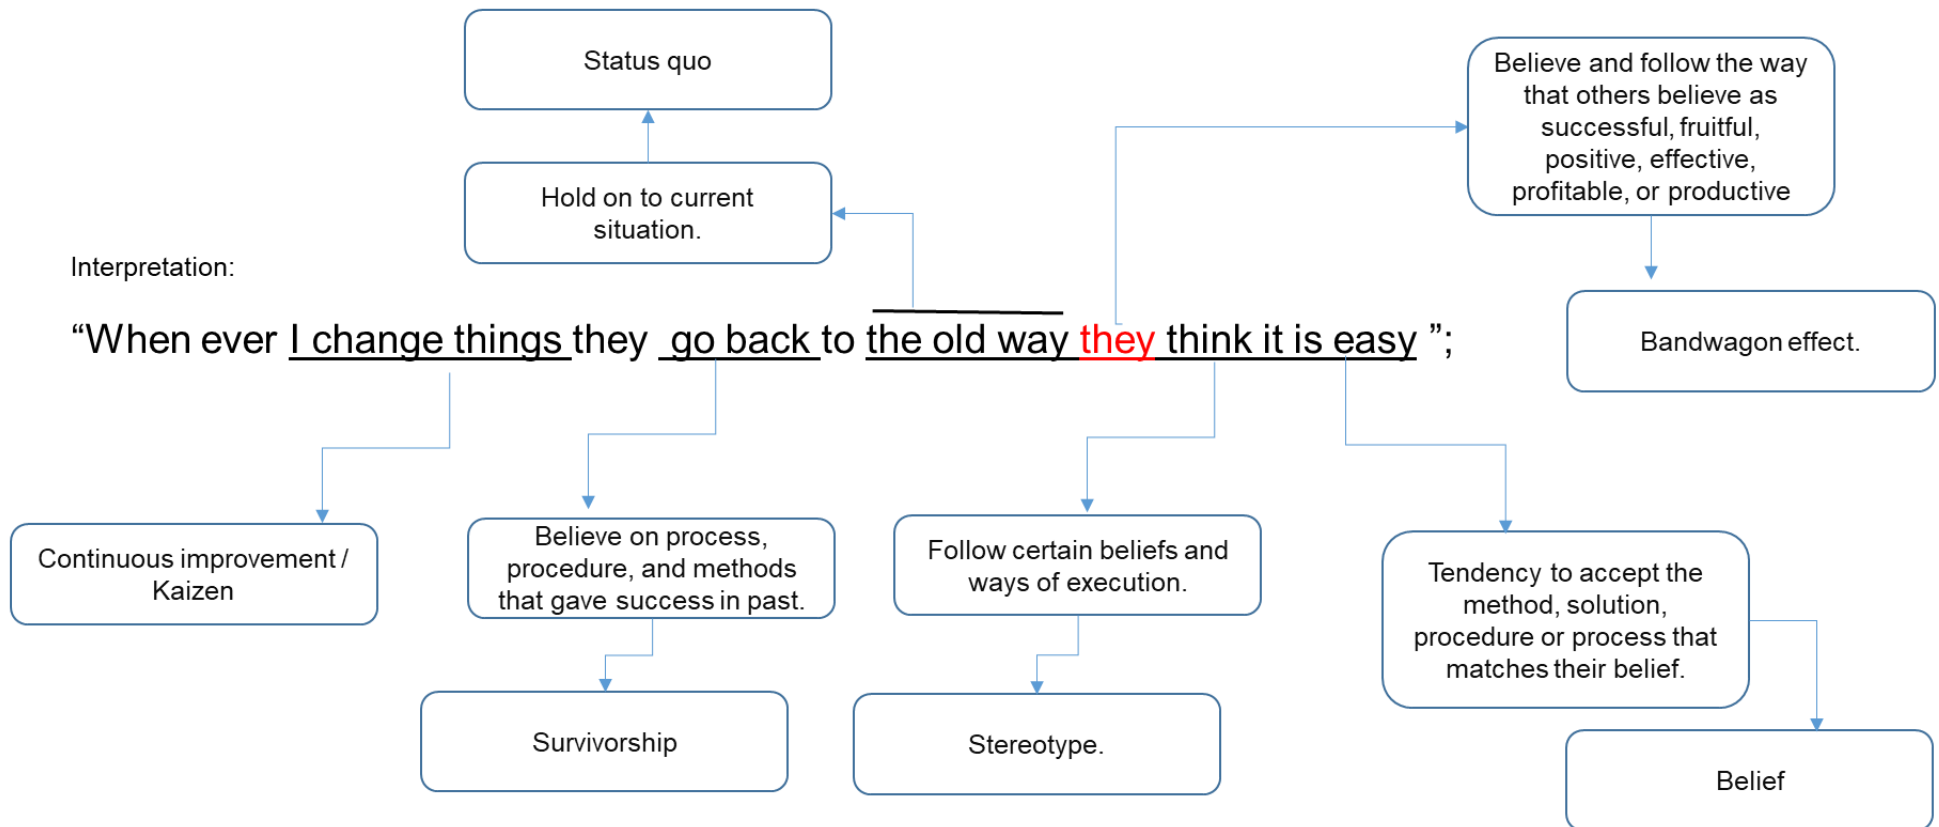 Status quo
Believe and follow the way
that others believe as
successful, fruitful,
positive, effective,
profitable, or productive
Hold on to current
situation.
Interpretation:
“When ever I change things they go back to the old way they think it is easy ”;
Bandwagon effect.
Continuous improvement /
Kaizen
Believe on process,
procedure, and methods
that gave success in past.
Follow certain beliefs and
ways of execution.
Tendency to accept the
method, solution,
procedure or process that
matches their belief.
Survivorship
Stereotype.
Belief